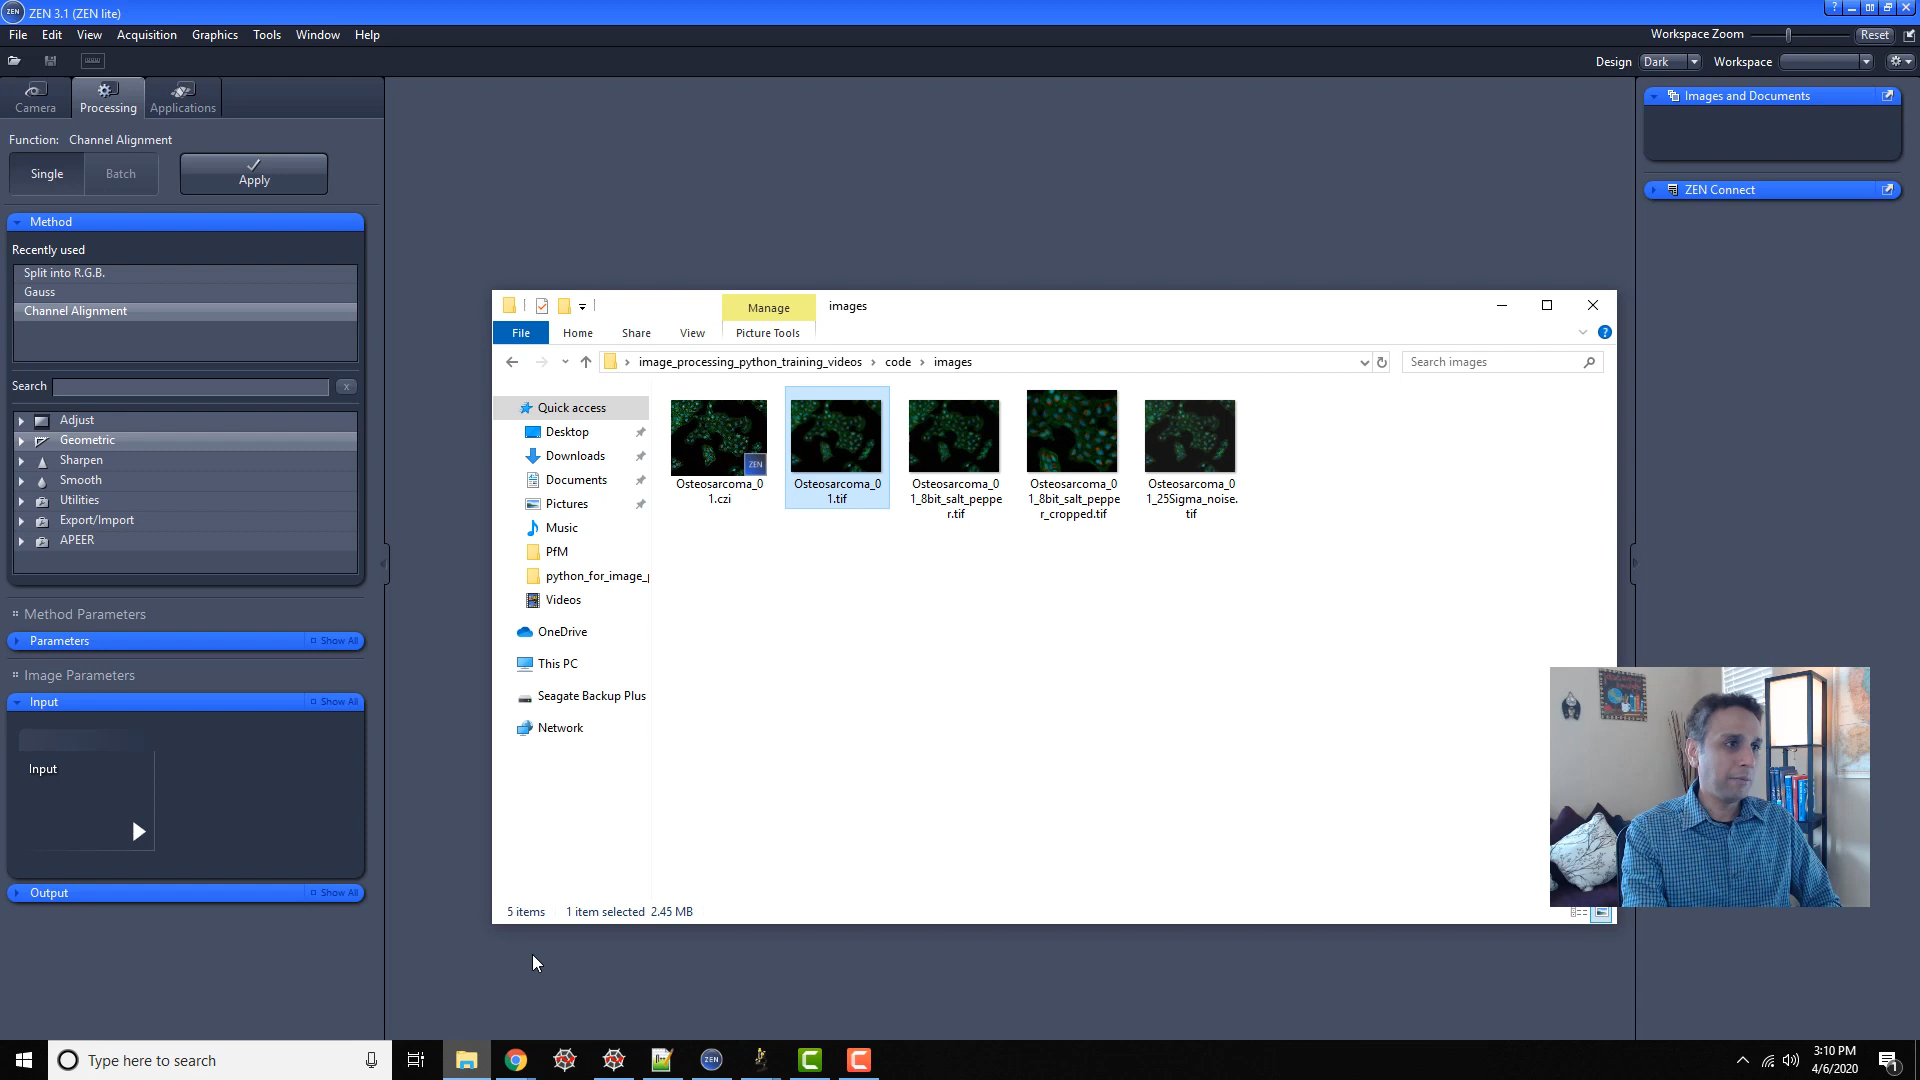 ZEN 3.1 (ZEN lite)
File Edit View Acquisition Graphics Tools Window Help
Workspace Zoom Reset
Design Dark Workspace
Camera Processing Applications
Function: Channel Alignment
Single Batch Apply
Method
Recently used
Split into R.G.B.
Gauss
Channel Alignment
Search x
Adjust
Geometric
Sharpen
Smooth
Utilities
Export/Import
APEER
Method Parameters
Parameters Show All
Image Parameters
Input Show All
Input
Output Show All
Images and Documents
ZEN Connect
Manage images
File Home Share View Picture Tools
image_processing_python_training_videos > code > images
Search images
Quick access
Desktop
Downloads
Documents
Pictures
Music
PfM
python_for_image_p
Videos
OneDrive
This PC
Seagate Backup Plus
Network
ZEN
Osteosarcoma_0
1.czi
Osteosarcoma_0
1.tif
Osteosarcoma_0
1_8bit_salt_peppe
r.tif
Osteosarcoma_0
1_8bit_salt_peppe
r_cropped.tif
Osteosarcoma_0
1_25Sigma_noise.
tif
5 items 1 item selected 2.45 MB
Type here to search
ZEN
3:10 PM
4/6/2020
1